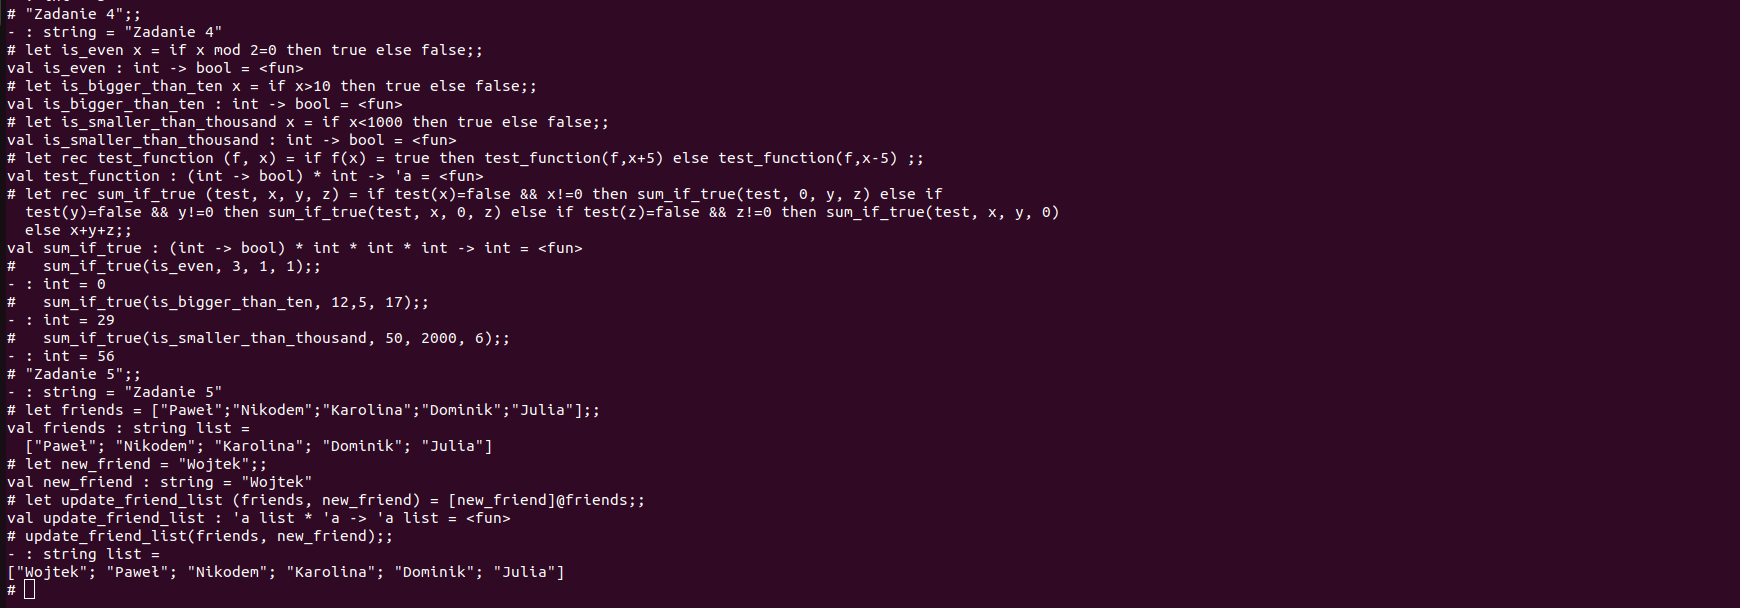 # "Zadanie 4";;
- : string = "Zadanie 4"
# let is_even x = if x mod 2=0 then true else false;;
val is_even : int -> bool = <fun>
# let is_bigger_than_ten x = if x>10 then true else false;;
val is_bigger_than_ten : int -> bool = <fun>
# let is_smaller_than_thousand x = if x<1000 then true else false;;
val is_smaller_than_thousand : int -> bool = <fun>
# let rec test_function (f, x) = if f(x) = true then test_function(f,x+5) else test_function(f,x-5) ;;
val test_function : (int -> bool) * int -> 'a = <fun>
# let rec sum_if_true (test, x, y, z) = if test(x)=false && x!=0 then sum_if_true(test, 0, y, z) else if
  test(y)=false && y!=0 then sum_if_true(test, x, 0, z) else if test(z)=false && z!=0 then sum_if_true(test, x, y, 0)
  else x+y+z;;
val sum_if_true : (int -> bool) * int * int * int -> int = <fun>
#   sum_if_true(is_even, 3, 1, 1);;
- : int = 0
#   sum_if_true(is_bigger_than_ten, 12,5, 17);;
- : int = 29
#   sum_if_true(is_smaller_than_thousand, 50, 2000, 6);;
- : int = 56
# "Zadanie 5";;
- : string = "Zadanie 5"
# let friends = ["Paweł";"Nikodem";"Karolina";"Dominik";"Julia"];;
val friends : string list =
  ["Paweł"; "Nikodem"; "Karolina"; "Dominik"; "Julia"]
# let new_friend = "Wojtek";;
val new_friend : string = "Wojtek"
# let update_friend_list (friends, new_friend) = [new_friend]@friends;;
val update_friend_list : 'a list * 'a -> 'a list = <fun>
# update_friend_list(friends, new_friend);;
- : string list =
["Wojtek"; "Paweł"; "Nikodem"; "Karolina"; "Dominik"; "Julia"]
#